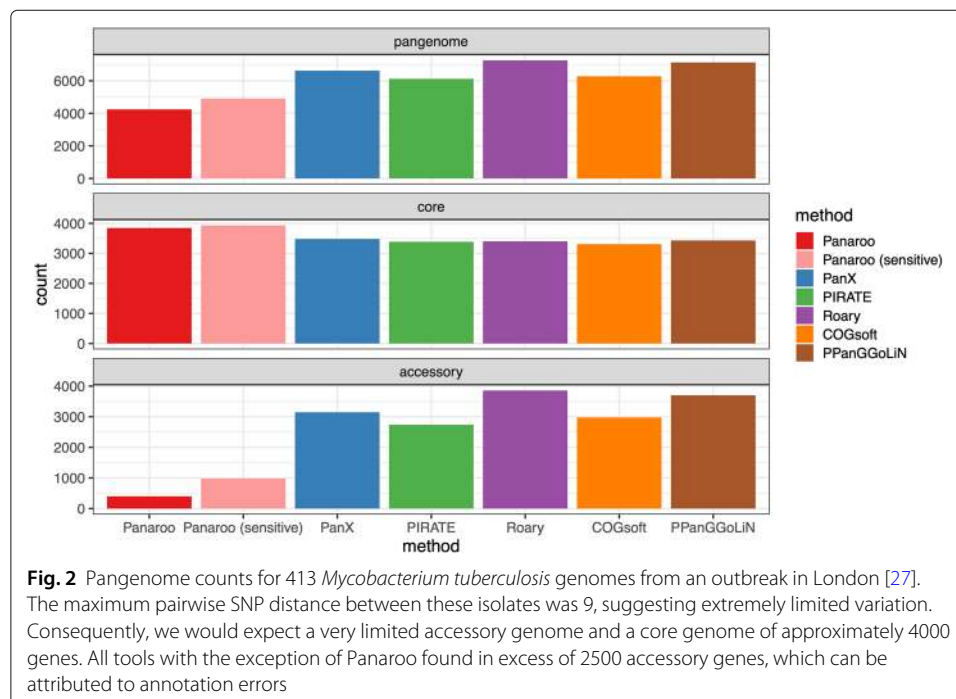 pangenome
6000
4000
2000
0
core
4000
3000
2000
1000
0
accessory
4000
3000
2000
1000
0
count
Panaroo Panaroo (sensitive) PanX PIRATE Roary COGsoft PPanGGoLiN
method
method
Panaroo
Panaroo (sensitive)
PanX
PIRATE
Roary
COGsoft
PPanGGoLiN
Fig. 2 Pangenome counts for 413 Mycobacterium tuberculosis genomes from an outbreak in London [27].
The maximum pairwise SNP distance between these isolates was 9, suggesting extremely limited variation.
Consequently, we would expect a very limited accessory genome and a core genome of approximately 4000
genes. All tools with the exception of Panaroo found in excess of 2500 accessory genes, which can be
attributed to annotation errors